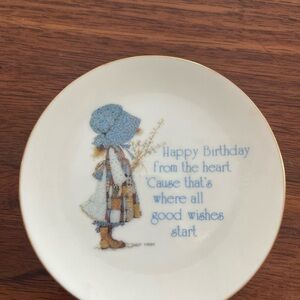 Happy Birthday
from the heart
'Cause that's
where all
good wishes
start